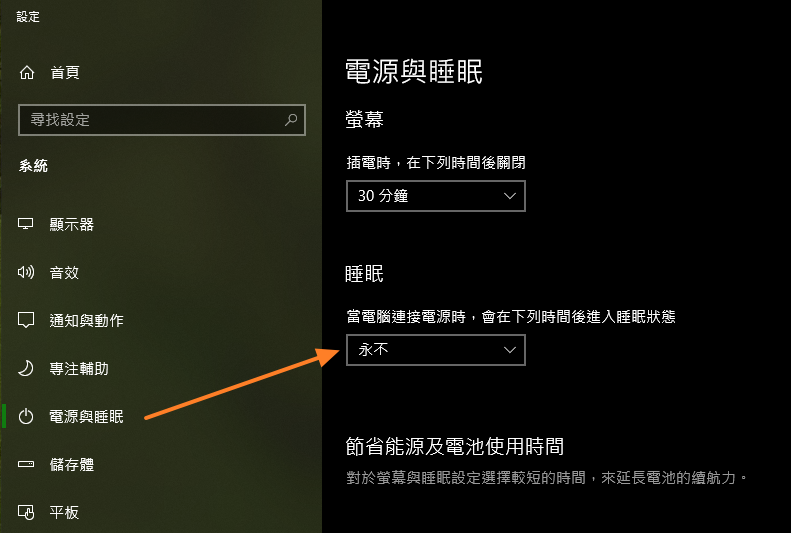 設定
首頁
尋找設定
系統
顯示器
音效
通知與動作
專注輔助
電源與睡眠
儲存體
平板
電源與睡眠
螢幕
插電時，在下列時間後關閉
30 分鐘
睡眠
當電腦連接電源時，會在下列時間後進入睡眠狀態
永不
節省能源及電池使用時間
對於螢幕與睡眠設定選擇較短的時間，來延長電池的續航力。